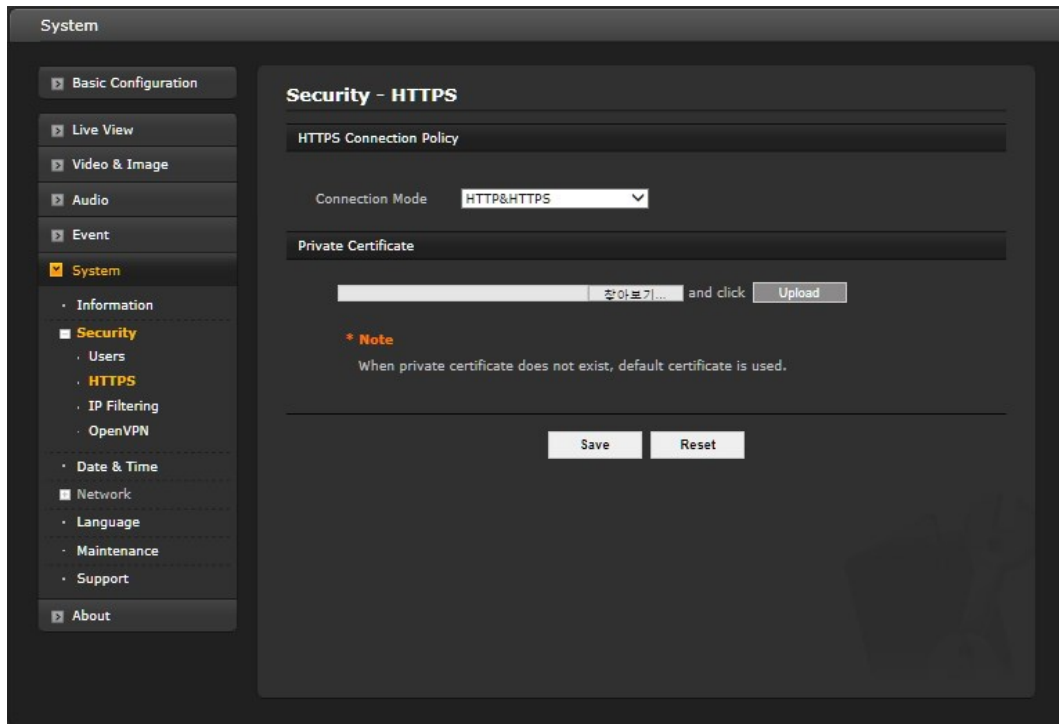 System
Basic Configuration
Live View
Video & Image
Audio
Event
System
· Information
Security
· Users
· HTTPS
· IP Filtering
· OpenVPN
· Date & Time
Network
· Language
· Maintenance
· Support
About
Security - HTTPS
HTTPS Connection Policy
Connection Mode HTTP&HTTPS
Private Certificate
찾아보기... and click Upload
* Note
When private certificate does not exist, default certificate is used.
Save Reset